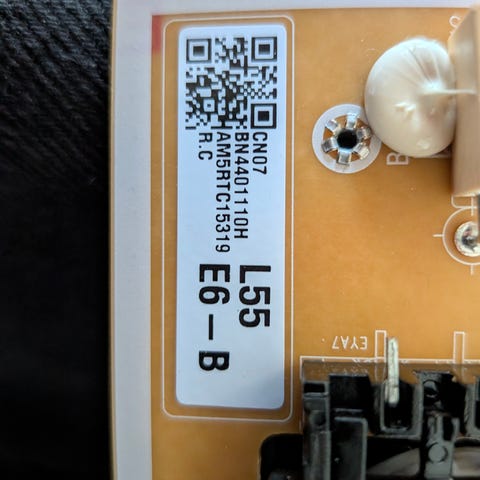 CN07
BN4401110H
AM5RTC15319
R.C
L55
E6-B
EYA7
B